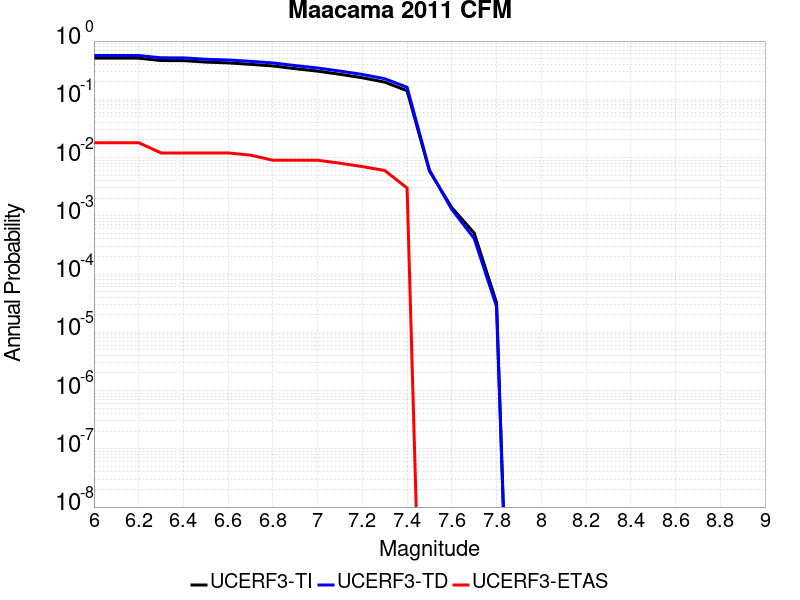 Maacama 2011 CFM
10^0
10^-1
10^-2
10^-3
10^-4
10^-5
10^-6
10^-7
10^-8
Annual Probability
6 6.2 6.4 6.6 6.8 7 7.2 7.4 7.6 7.8 8 8.2 8.4 8.6 8.8 9
Magnitude
UCERF3-TI UCERF3-TD UCERF3-ETAS